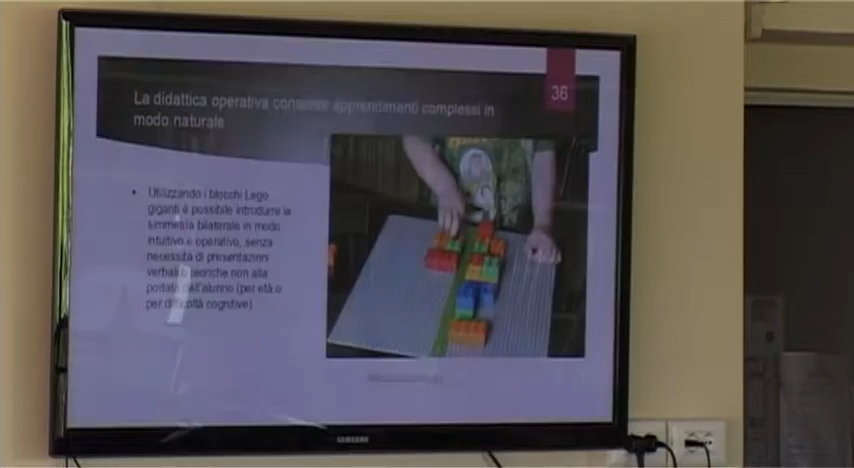 36
La didattica operativa consente apprendimenti complessi in
modo naturale
• Utilizzando i blocchi Lego
giganti è possibile introdurre la
simmetria bilaterale in modo
intuitivo e operativo, senza
necessità di presentazioni
verbali e teoriche non alla
portata dell'alunno (per età o
per difficoltà cognitive)
SAMSUNG